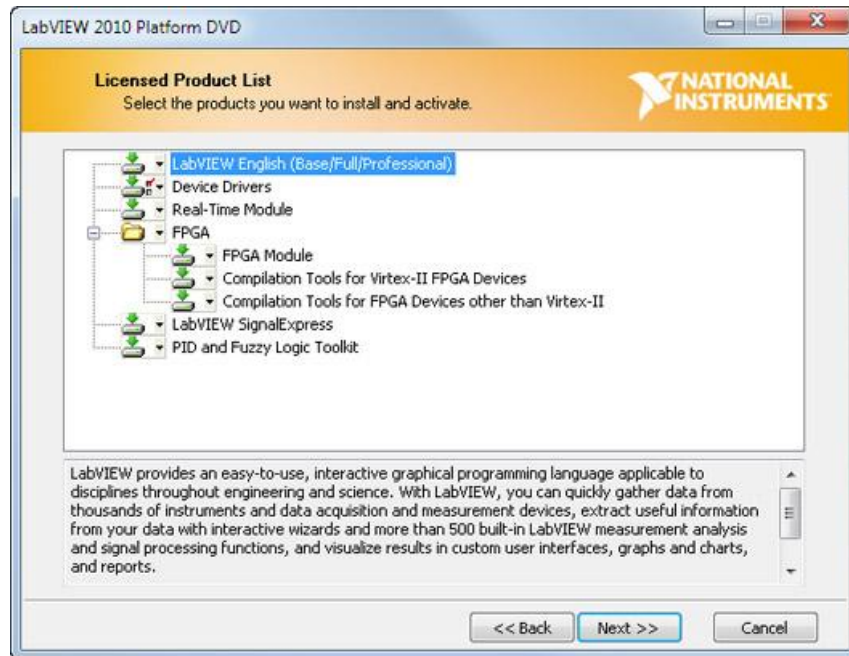 LabVIEW 2010 Platform DVD
Licensed Product List
Select the products you want to install and activate.
NATIONAL
INSTRUMENTS
LabVIEW English (Base/Full/Professional)
Device Drivers
Real-Time Module
FPGA
FPGA Module
Compilation Tools for Virtex-II FPGA Devices
Compilation Tools for FPGA Devices other than Virtex-II
LabVIEW SignalExpress
PID and Fuzzy Logic Toolkit
LabVIEW provides an easy-to-use, interactive graphical programming language applicable to
disciplines throughout engineering and science. With LabVIEW, you can quickly gather data from
thousands of instruments and data acquisition and measurement devices, extract useful information
from your data with interactive wizards and more than 500 built-in LabVIEW measurement analysis
and signal processing functions, and visualize results in custom user interfaces, graphs and charts,
and reports.
<< Back Next >> Cancel